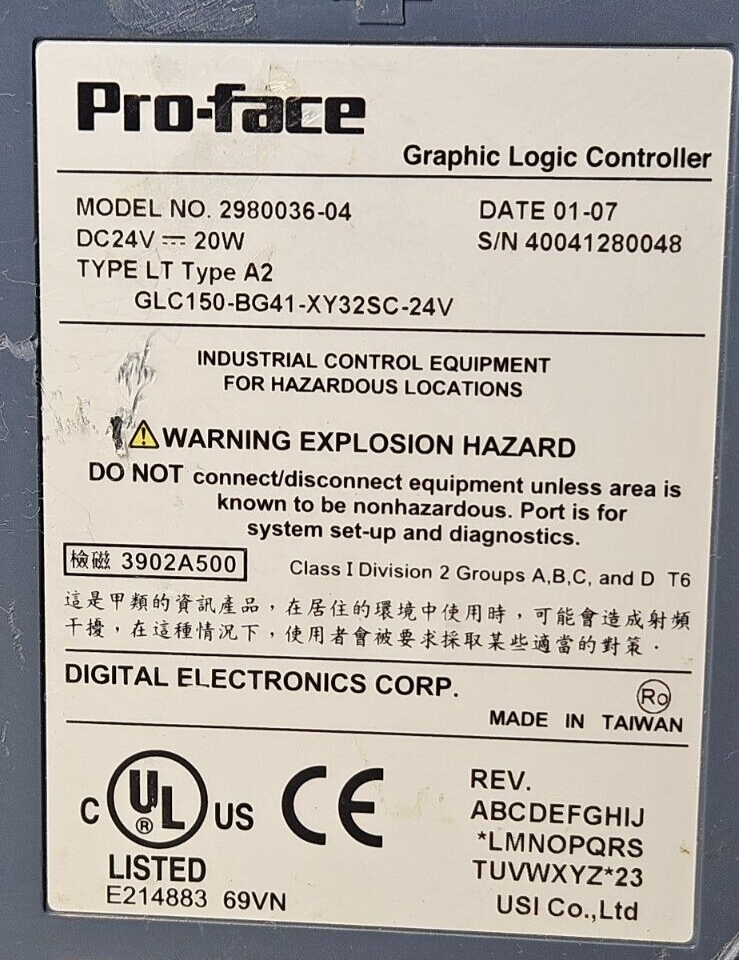 Pro-face
Graphic Logic Controller
MODEL NO. 2980036-04
DATE 01-07
DC24V ⎓ 20W
S/N 40041280048
TYPE LT Type A2
GLC150-BG41-XY32SC-24V
INDUSTRIAL CONTROL EQUIPMENT
FOR HAZARDOUS LOCATIONS
WARNING EXPLOSION HAZARD
DO NOT connect/disconnect equipment unless area is
known to be nonhazardous. Port is for
system set-up and diagnostics.
檢磁 3902A500
Class I Division 2 Groups A,B,C, and D T6
這是甲類的資訊產品，在居住的環境中使用時，可能會造成射頻
干擾，在這種情況下，使用者會被要求採取某些適當的對策．
DIGITAL ELECTRONICS CORP.
Ro
MADE IN TAIWAN
C UL ® US
LISTED
E214883 69VN
CE
REV.
ABCDEFGHIJ
*LMNOPQRS
TUVWXYZ*23
USI Co.,Ltd